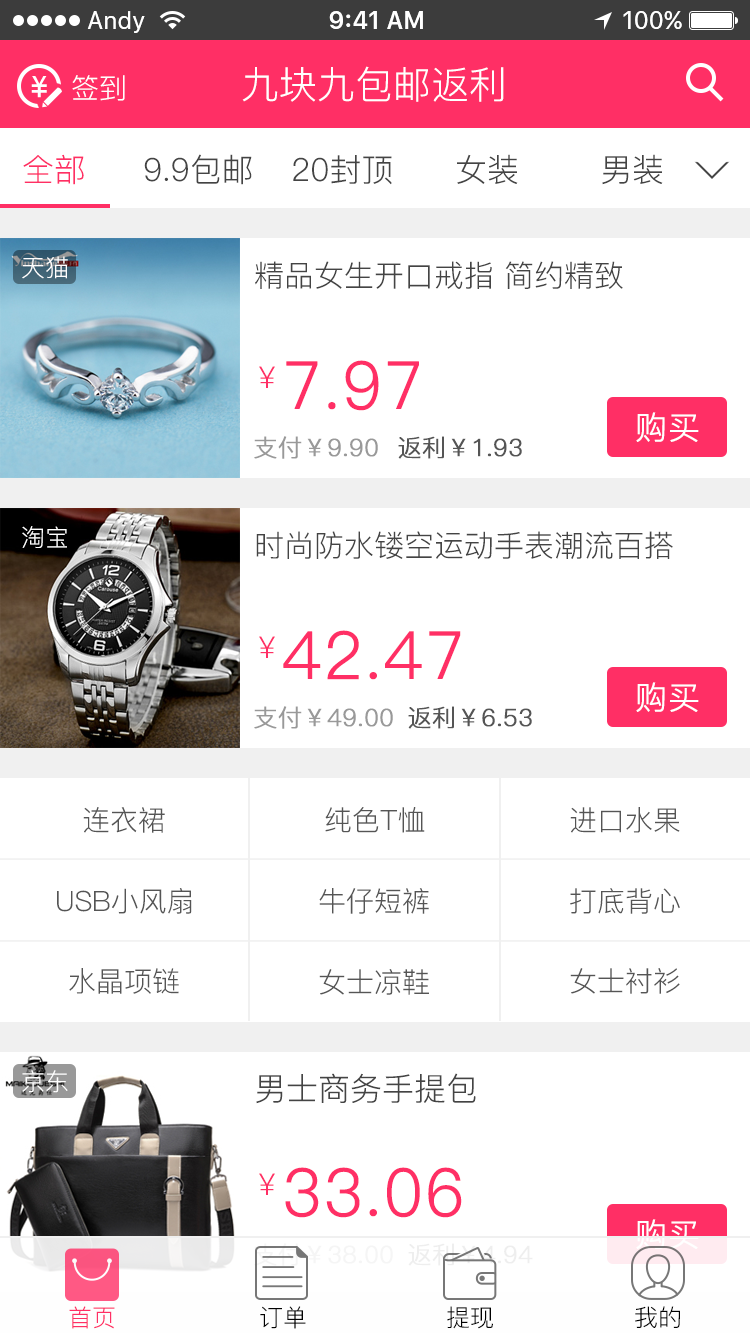 Andy 9:41 AM 100%
签到 九块九包邮返利
全部 9.9包邮 20封顶 女装 男装
天猫
精品女生开口戒指 简约精致
¥7.97
支付¥9.90 返利¥1.93
购买
淘宝
时尚防水镂空运动手表潮流百搭
¥42.47
支付¥49.00 返利¥6.53
购买
12
Carouse
6
连衣裙 纯色T恤 进口水果
USB小风扇 牛仔短裤 打底背心
水晶项链 女士凉鞋 女士衬衫
京东
男士商务手提包
¥33.06
支付¥38.00 返利¥4.94
购买
首页 订单 提现 我的